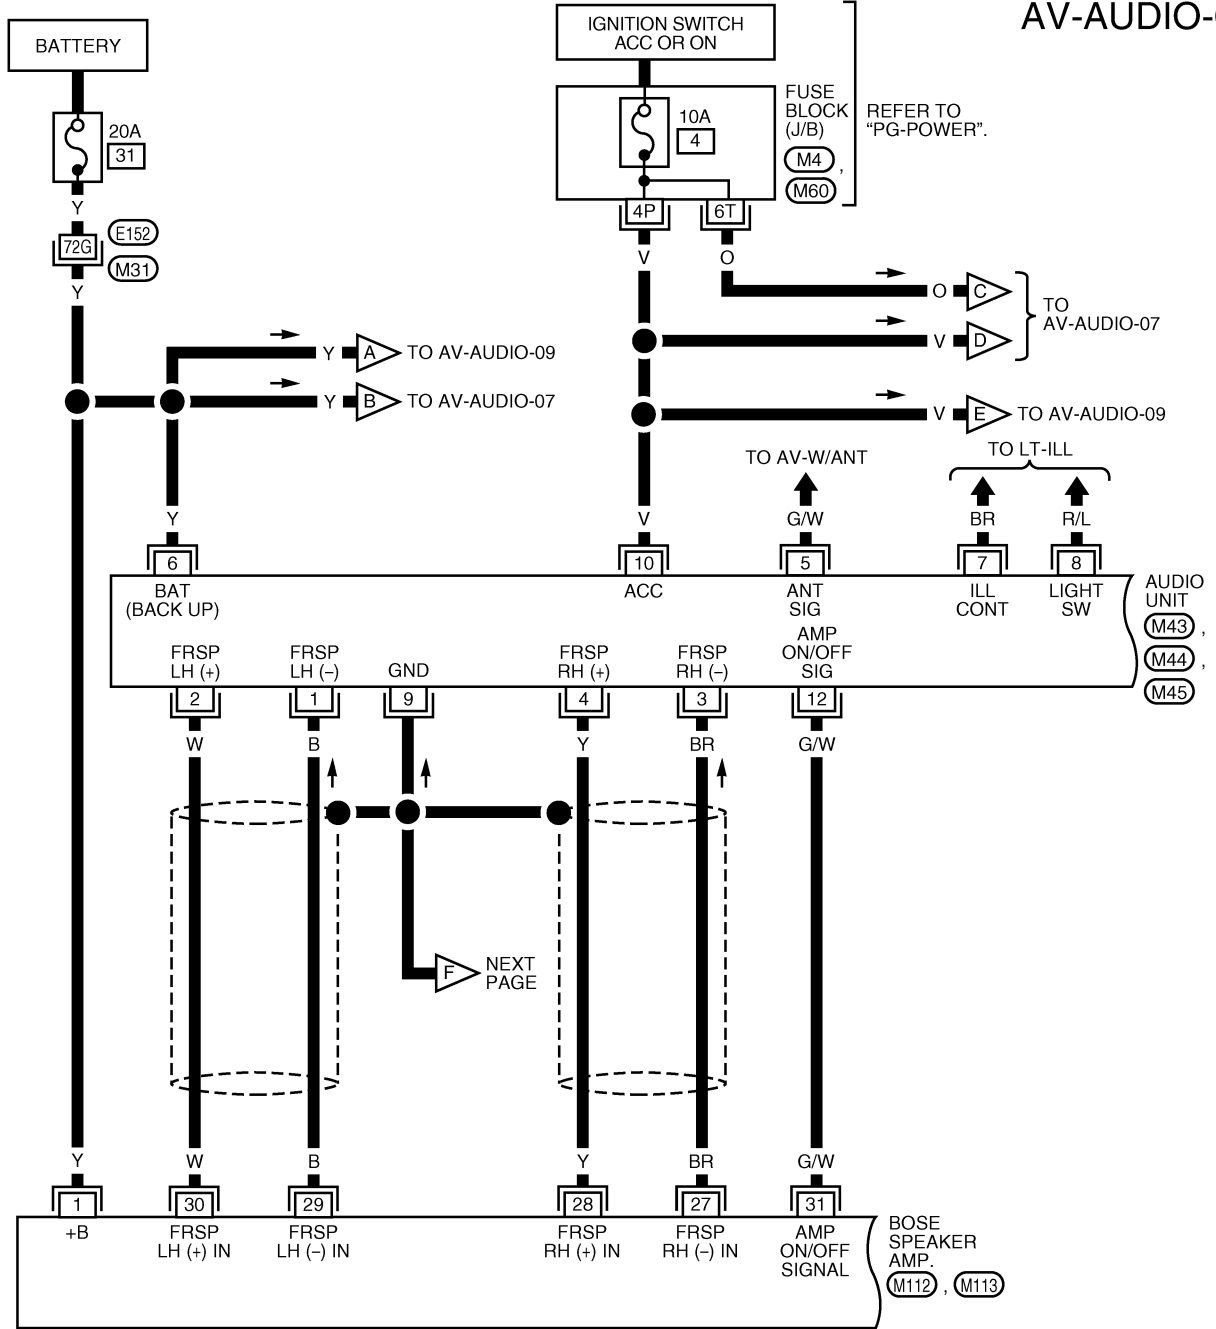 AV-AUDIO-
BATTERY
IGNITION SWITCH
ACC OR ON
20A
31
10A
4
FUSE
BLOCK
(J/B)
M4 ,
M60
REFER TO
“PG-POWER”.
Y
4P
6T
72G
E152
M31
V
O
Y
O
C
V
D
TO
AV-AUDIO-07
Y
A
TO AV-AUDIO-09
Y
B
TO AV-AUDIO-07
V
E
TO AV-AUDIO-09
TO AV-W/ANT
TO LT-ILL
Y
V
G/W
BR
R/L
6
10
5
7
8
BAT
(BACK UP)
ACC
ANT
SIG
ILL
CONT
LIGHT
SW
AUDIO
UNIT
M43 ,
M44 ,
M45
FRSP
LH (+)
FRSP
LH (–)
GND
FRSP
RH (+)
FRSP
RH (–)
AMP
ON/OFF
SIG
2
1
9
4
3
12
W
B
Y
BR
G/W
F
NEXT
PAGE
Y
W
B
Y
BR
G/W
1
30
29
28
27
31
+B
FRSP
LH (+) IN
FRSP
LH (–) IN
FRSP
RH (+) IN
FRSP
RH (–) IN
AMP
ON/OFF
SIGNAL
BOSE
SPEAKER
AMP.
M112 , M113